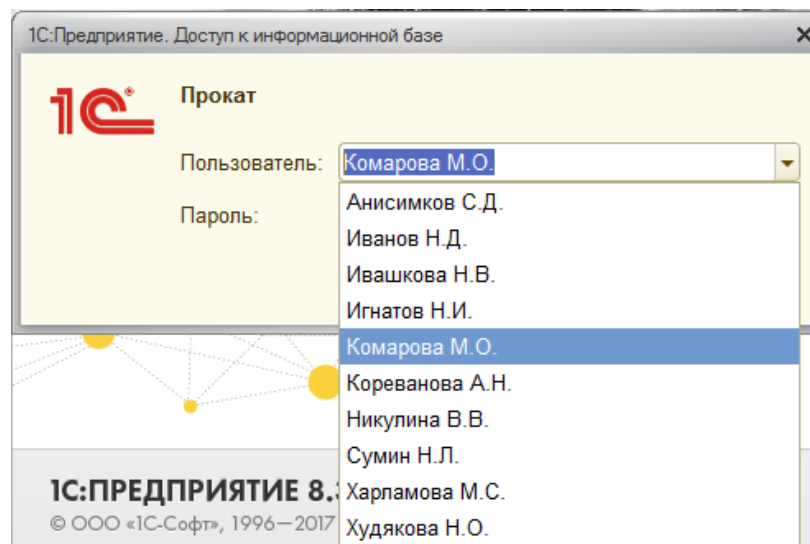 1С:Предприятие. Доступ к информационной базе
1С
Прокат
Пользователь: Комарова М.О.
Пароль:
Анисимков С.Д.
Иванов Н.Д.
Ивашкова Н.В.
Игнатов Н.И.
Комарова М.О.
Кореванова А.Н.
Никулина В.В.
Сумин Н.Л.
Харламова М.С.
Худякова Н.О.
1С:ПРЕДПРИЯТИЕ 8.
© ООО «1С-Софт», 1996—2017